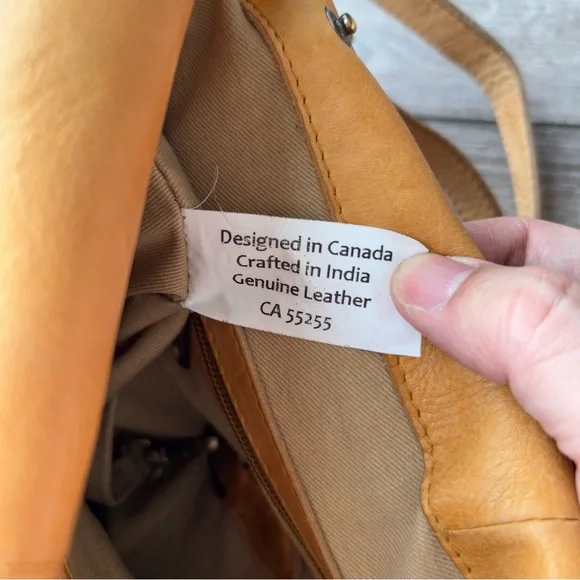 Designed in Canada
Crafted in India
Genuine Leather
CA 55255